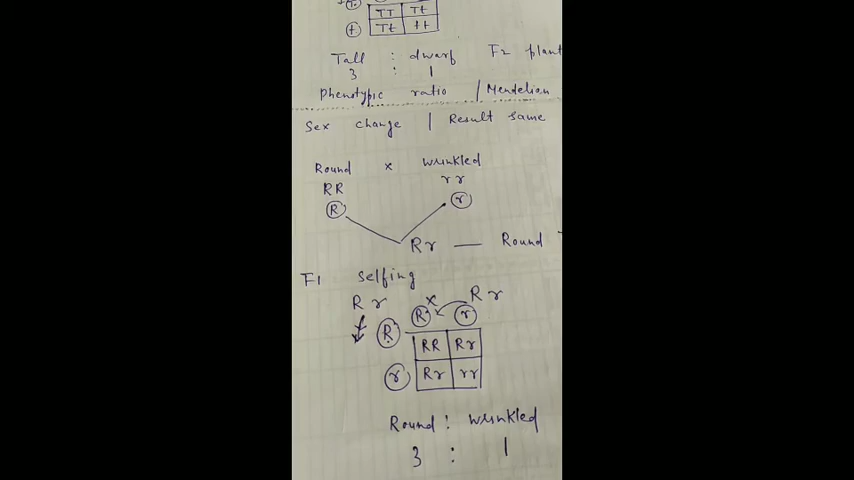 TT Tt
t Tt tt
Tall : dwarf F2 plant
3 : 1
Phenotypic ratio / Mendelian
Sex change | Result same
Round x wrinkled
RR rr
R r
Rr — Round
F1 selfing
Rr x Rr
R r
R RR Rr
r Rr rr
Round : wrinkled
3 : 1